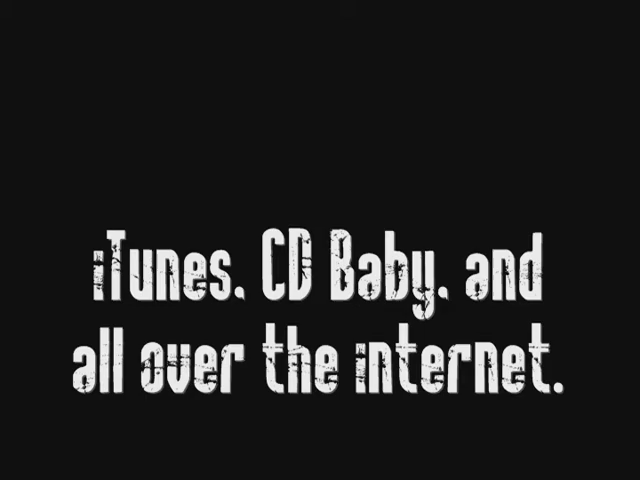 iTunes, CD Baby, and
all over the internet.